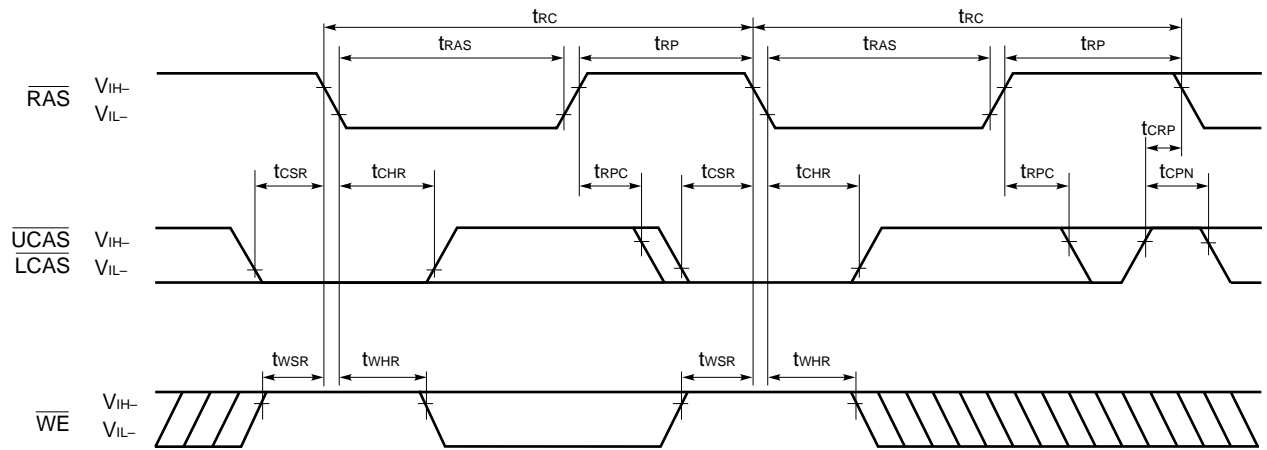 tRC tRC
tRAS tRP tRAS tRP
RAS VIH–
VIL–
tCRP
tCSR tCHR tRPC tCSR tCHR tRPC tCPN
UCAS VIH–
LCAS VIL–
tWSR tWHR tWSR tWHR
WE VIH–
VIL–